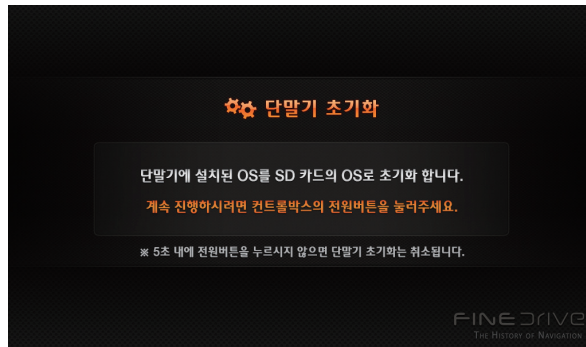 단말기 초기화
단말기에 설치된 OS를 SD 카드의 OS로 초기화 합니다.
계속 진행하시려면 컨트롤박스의 전원버튼을 눌러주세요.
※ 5초 내에 전원버튼을 누르시지 않으면 단말기 초기화는 취소됩니다.
FINEDRIVE
THE HISTORY OF NAVIGATION